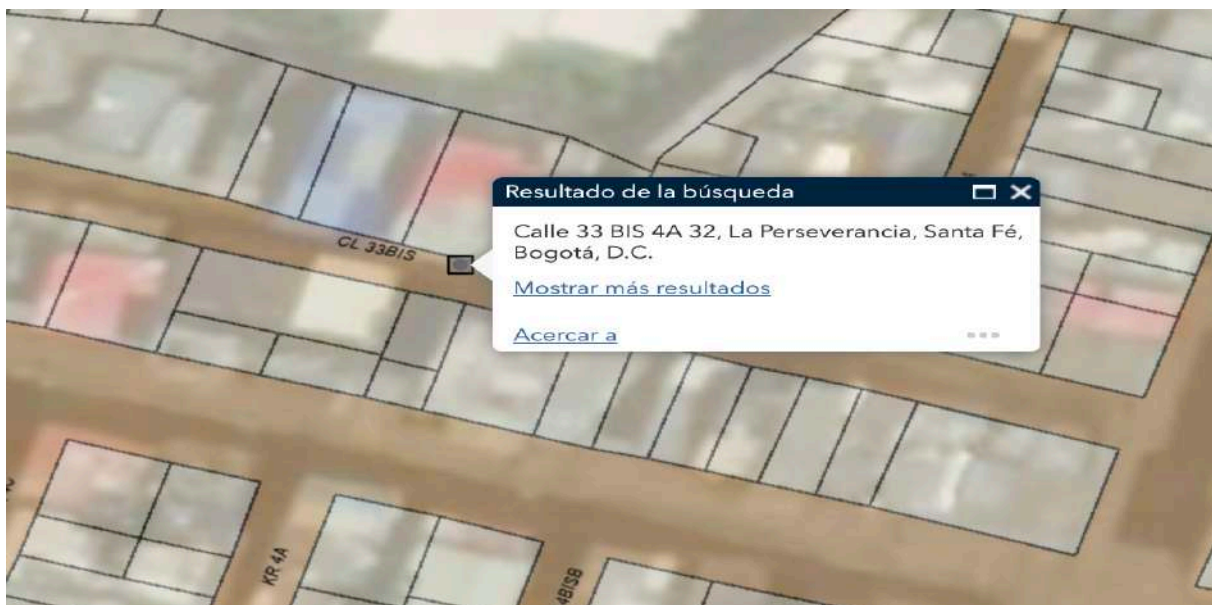 Resultado de la búsqueda
Calle 33 BIS 4A 32, La Perseverancia, Santa Fé,
Bogotá, D.C.
Mostrar más resultados
Acercar a
CL 33BIS
KR 4A
4BISB